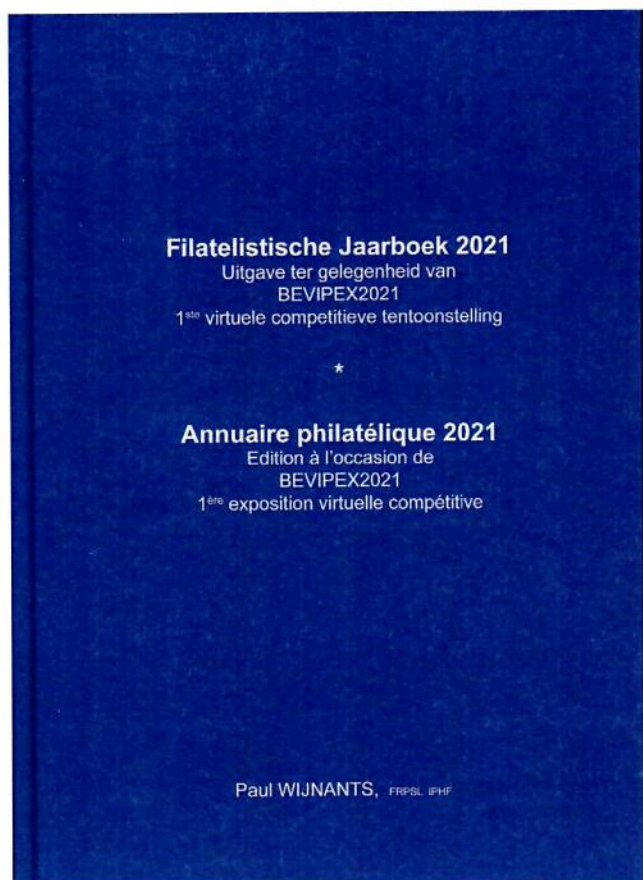 Filatelistische Jaarboek 2021
Uitgave ter gelegenheid van
BEVIPEX2021
1ste virtuele competitieve tentoonstelling
*
Annuaire philatélique 2021
Edition à l'occasion de
BEVIPEX2021
1ère exposition virtuelle compétitive
Paul WIJNANTS, FRPSL IPHF